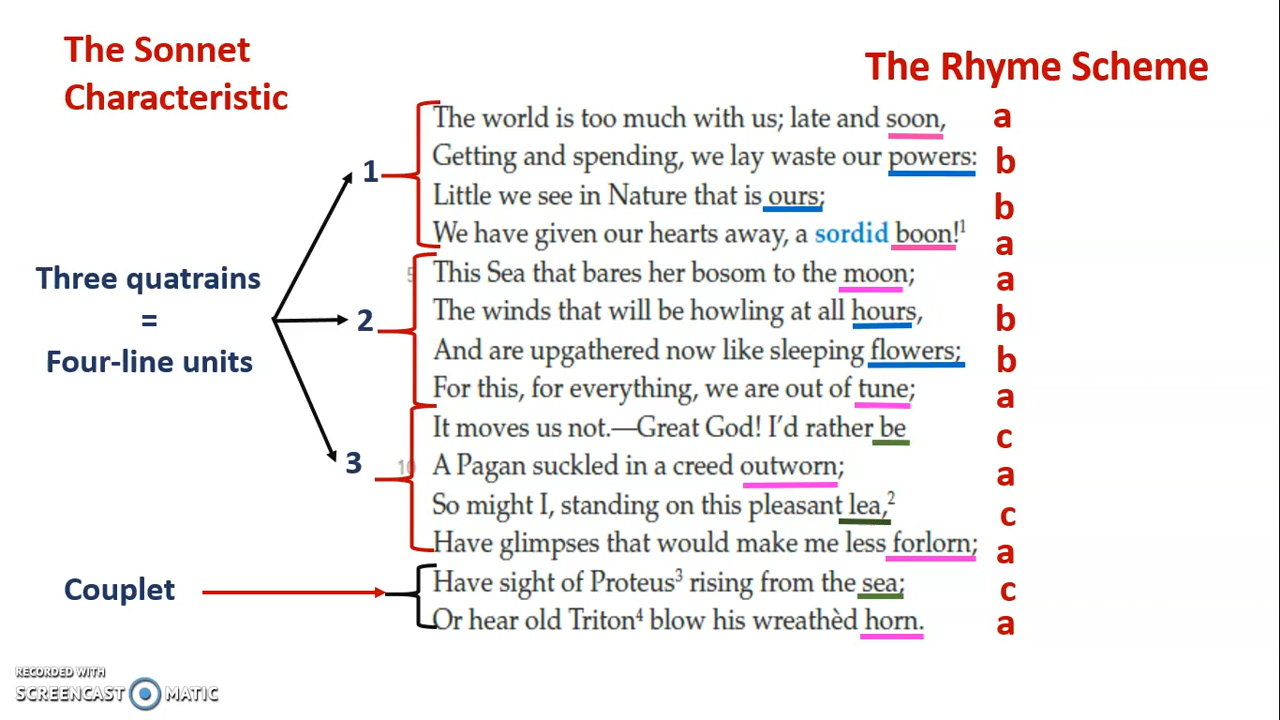 The Sonnet
Characteristic
The Rhyme Scheme
The world is too much with us; late and soon, a
1 Getting and spending, we lay waste our powers: b
Little we see in Nature that is ours; b
We have given our hearts away, a sordid boon!¹ a
Three quatrains
=
Four-line units
5 This Sea that bares her bosom to the moon; a
2 The winds that will be howling at all hours, b
And are upgathered now like sleeping flowers; b
For this, for everything, we are out of tune; a
It moves us not.—Great God! I'd rather be c
3 10 A Pagan suckled in a creed outworn; a
So might I, standing on this pleasant lea,² c
Have glimpses that would make me less forlorn; a
Couplet
Have sight of Proteus³ rising from the sea; c
Or hear old Triton⁴ blow his wreathèd horn. a
RECORDED WITH
SCREENCAST MATIC